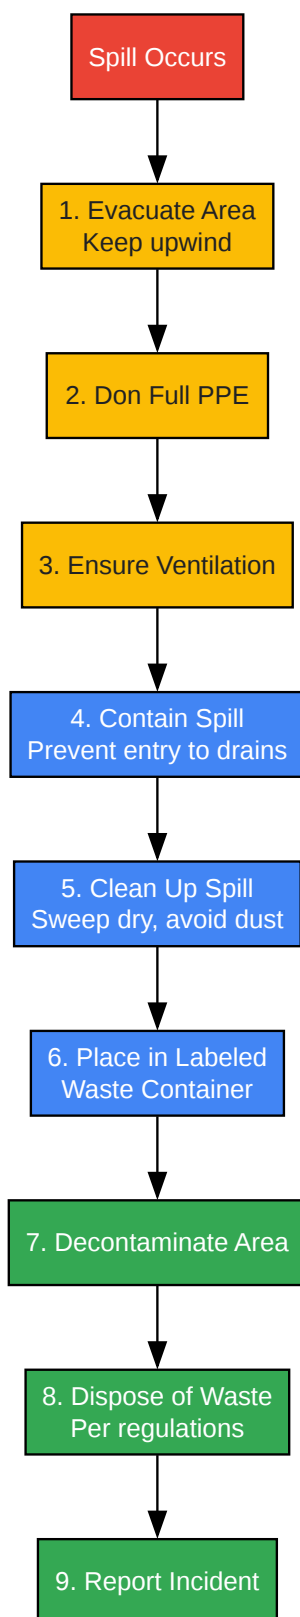 Spill Occurs
1. Evacuate Area
Keep upwind
2. Don Full PPE
3. Ensure Ventilation
4. Contain Spill
Prevent entry to drains
5. Clean Up Spill
Sweep dry, avoid dust
6. Place in Labeled
Waste Container
7. Decontaminate Area
8. Dispose of Waste
Per regulations
9. Report Incident